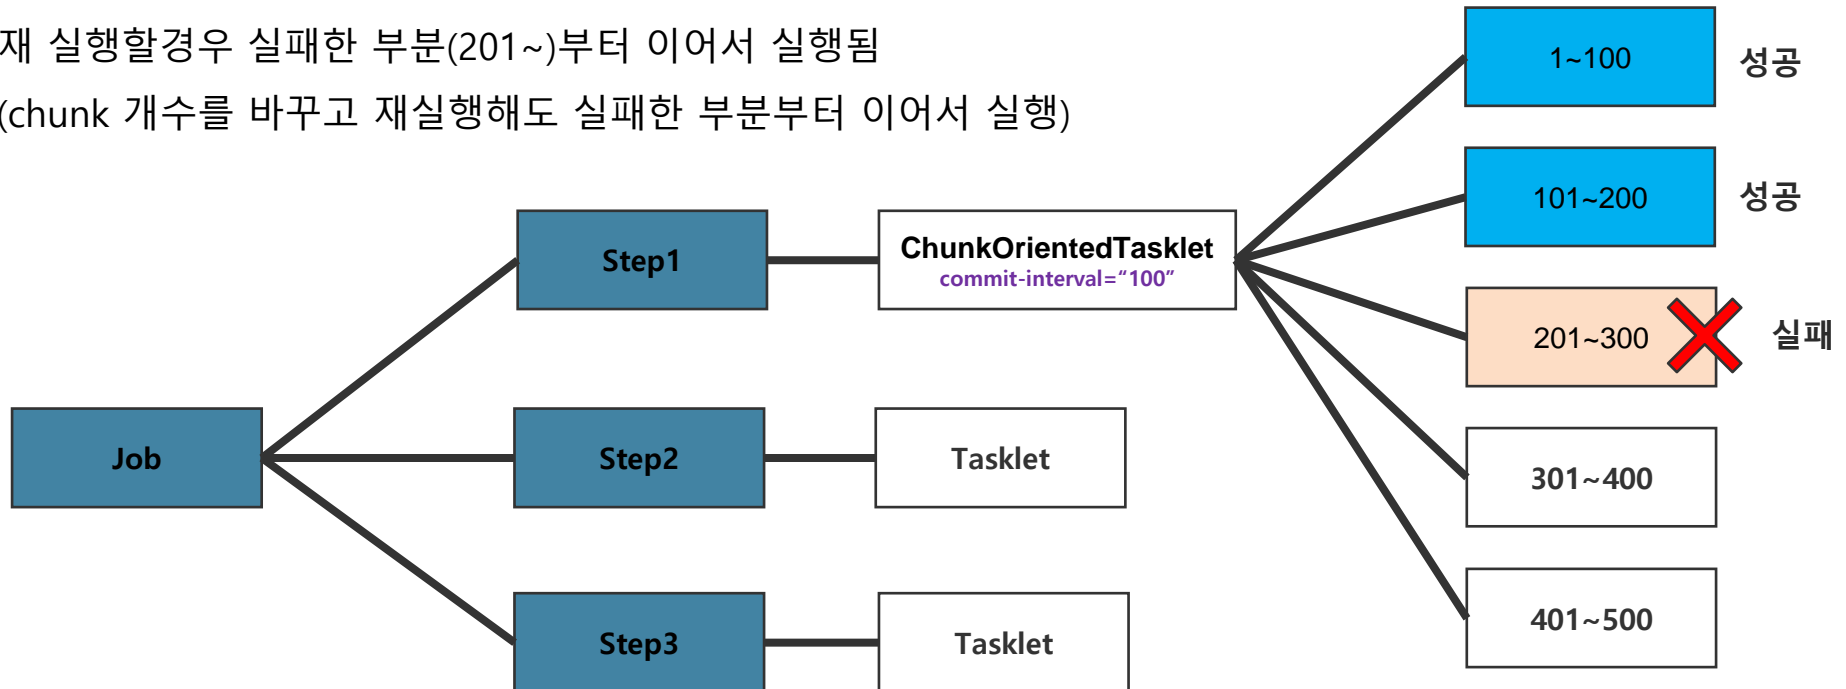 재 실행할경우 실패한 부분(201~)부터 이어서 실행됨
(chunk 개수를 바꾸고 재실행해도 실패한 부분부터 이어서 실행)
1~100
성공
101~200
성공
Step1
ChunkOrientedTasklet
commit-interval=“100”
201~300
실패
Job
Step2
Tasklet
301~400
401~500
Step3
Tasklet